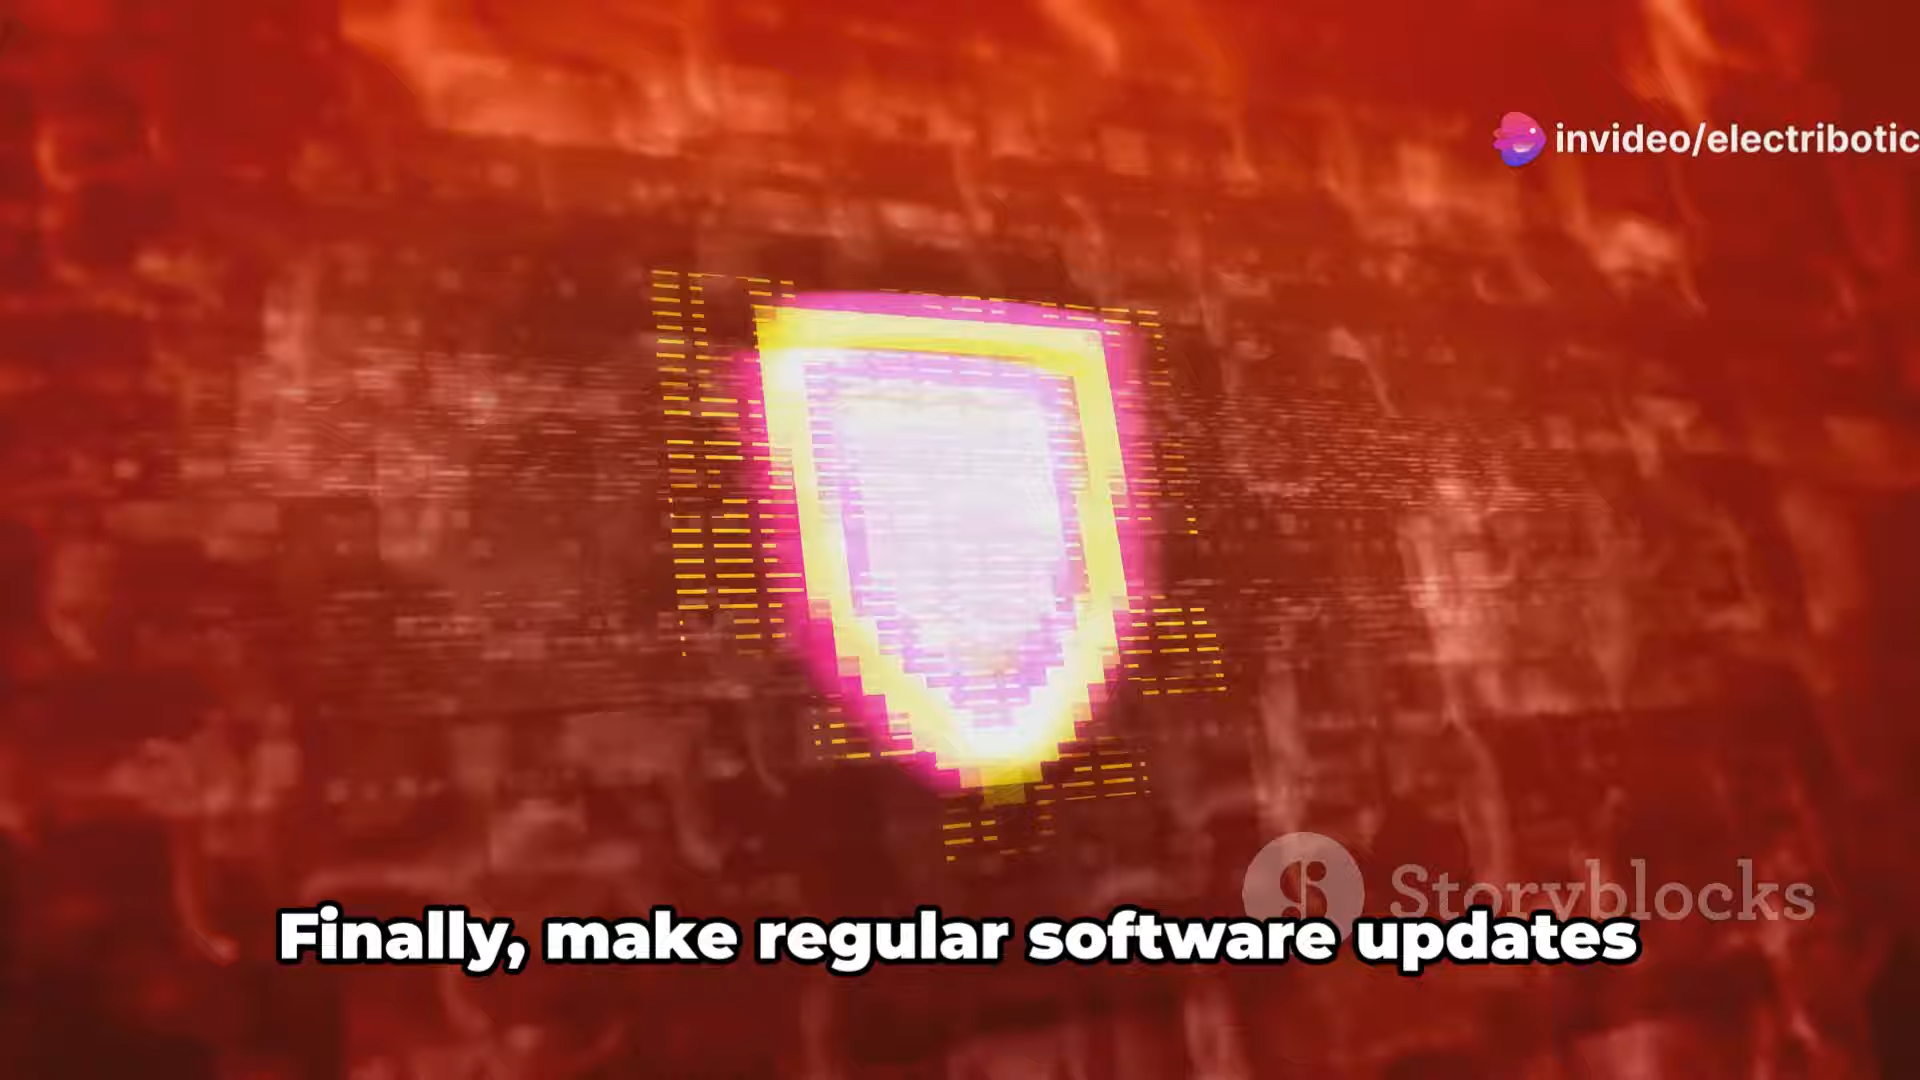 invideo/electribotic
Storyblocks
Finally, make regular software updates